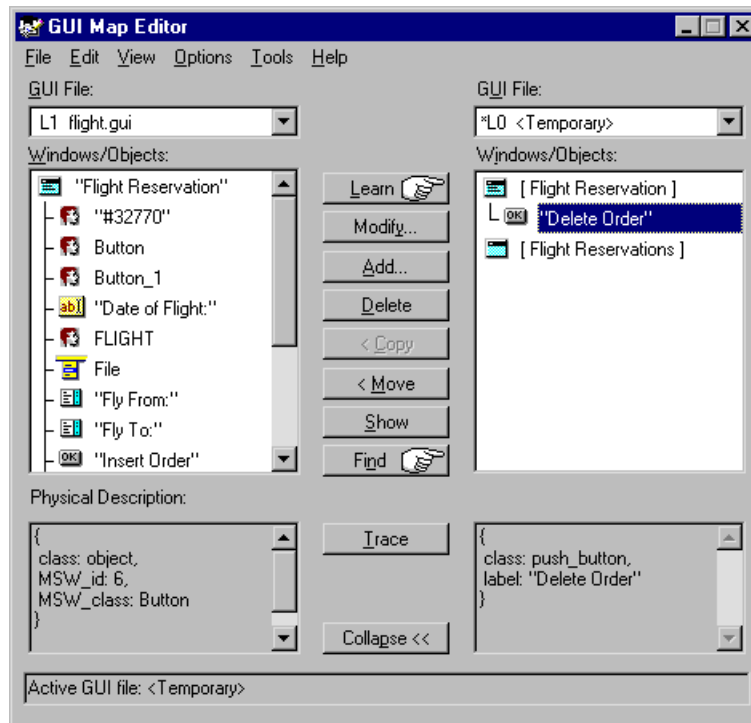 GUI Map Editor
File Edit View Options Tools Help
GUI File:
L1 flight.gui
Windows/Objects:
"Flight Reservation"
"#32770"
Button
Button_1
"Date of Flight:"
FLIGHT
File
"Fly From:"
"Fly To:"
"Insert Order"
Learn
Modify...
Add...
Delete
< Copy
< Move
Show
Find
GUI File:
*L0 <Temporary>
Windows/Objects:
[ Flight Reservation ]
OK "Delete Order"
[ Flight Reservations ]
Physical Description:
{
class: object,
MSW_id: 6,
MSW_class: Button
}
Trace
Collapse <<
{
class: push_button,
label: "Delete Order"
}
Active GUI file: <Temporary>